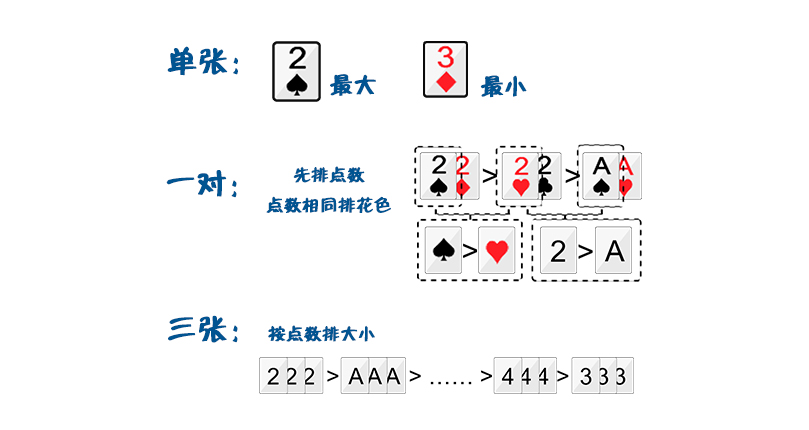 单张： 2 最大 3 最小
一对： 先排点数 2 2 > 2 2 > A A
点数相同排花色
> 2 > A
三张： 按点数排大小
2 2 2 > A A A > …… > 4 4 4 > 3 3 3